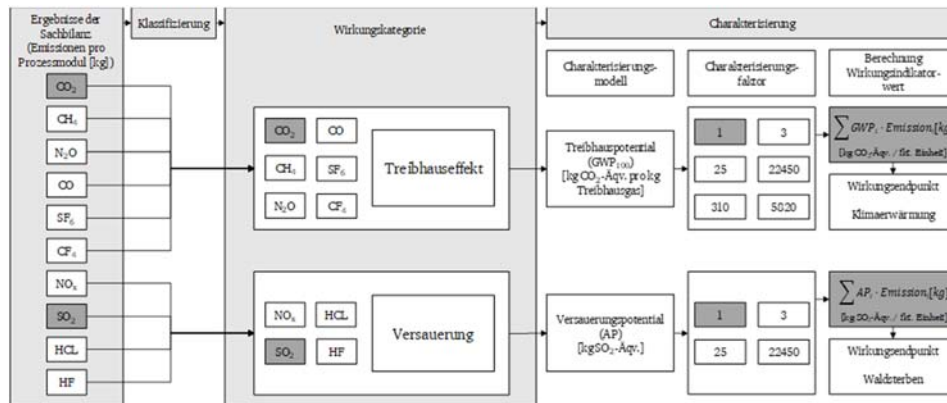 Ergebnisse der
Sachbilanz
(Emissionen pro
Prozessmodul [kg])
CO₂
CH₄
N₂O
CO
SF₆
CF₄
NOₓ
SO₂
HCL
HF
Klassifizierung
Wirkungskategorie
CO₂ CO
CH₄ SF₆
N₂O CF₄
Treibhauseffekt
NOₓ HCL
SO₂ HF
Versauerung
Charakterisierung
Charakterisierungs-
modell
Charakterisierungs-
faktor
Berechnung
Wirkungsindikator-
wert
Treibhauspotential
(GWP₁₀₀)
[kg CO₂-Äqv. pro kg
Treibhausgas]
1 3
25 22450
310 5820
∑ GWPᵢ · Emissionᵢ[kg]
[kg CO₂-Äqv. / fkt. Einheit]
Wirkungsendpunkt
Klimaerwärmung
Versauerungspotential
(AP)
[kg SO₂-Äqv.]
1 3
25 22450
∑ APᵢ · Emissionᵢ[kg]
[kg SO₂-Äqv. / fkt. Einheit]
Wirkungsendpunkt
Waldsterben